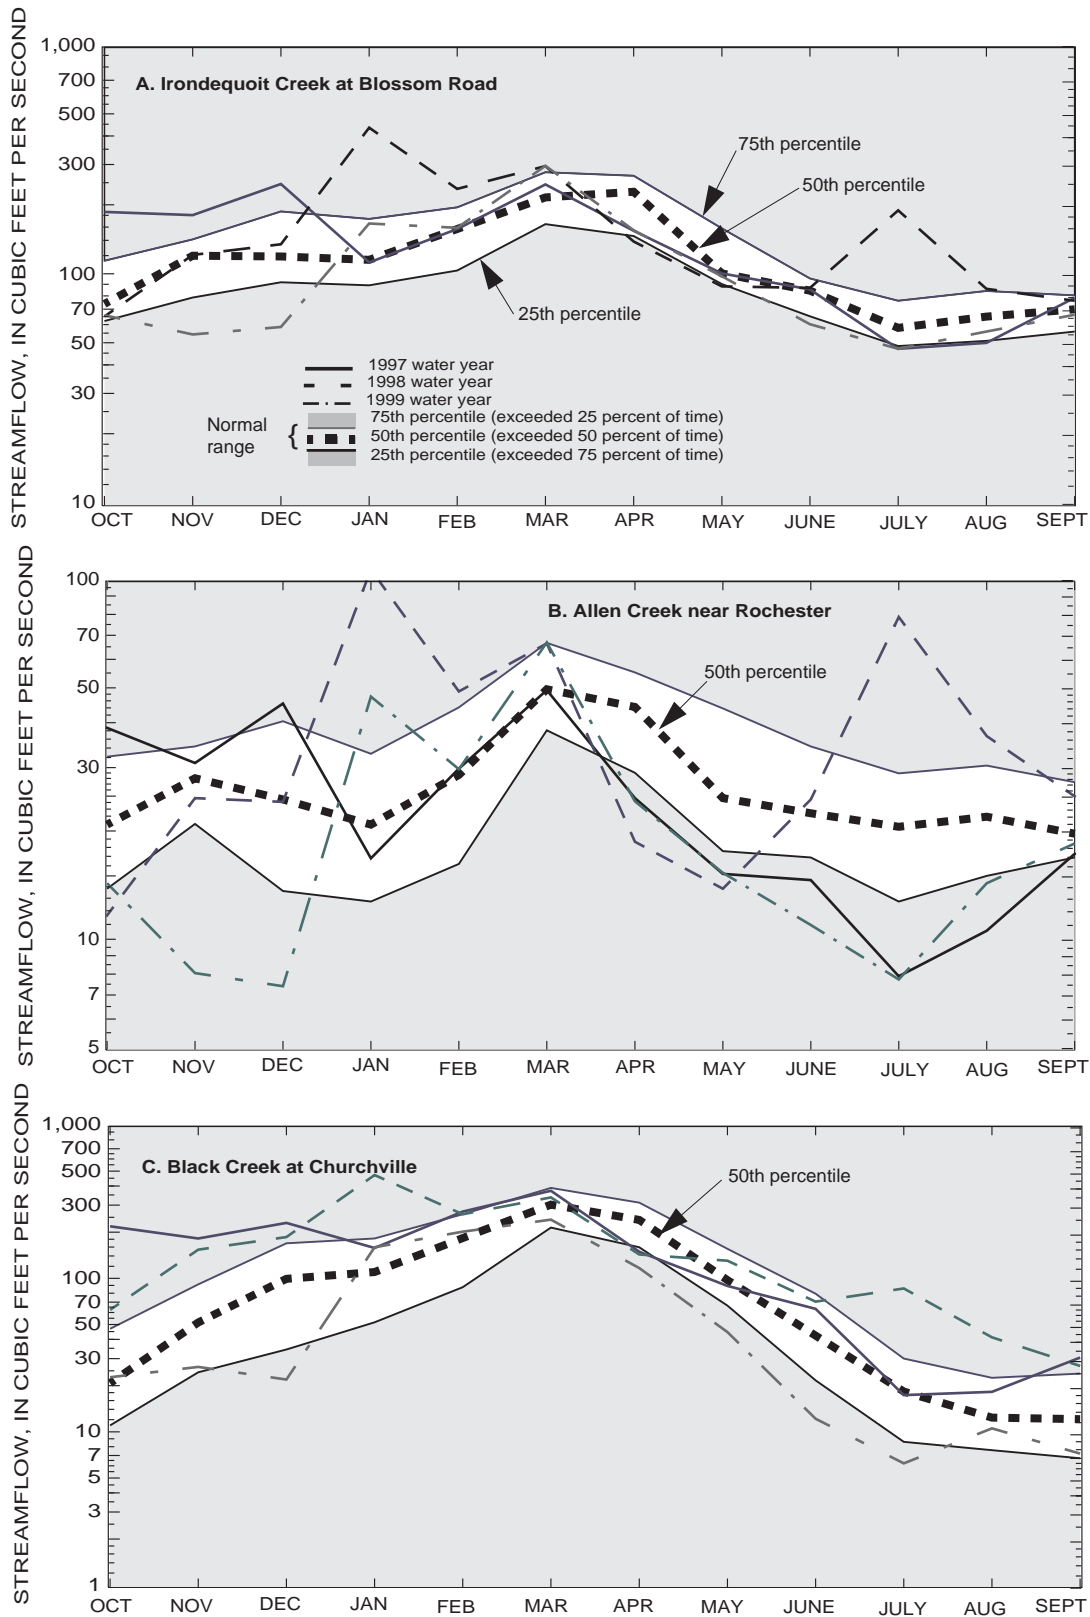 STREAMFLOW, IN CUBIC FEET PER SECOND
1,000
700
500
300
100
70
50
30
10
A. Irondequoit Creek at Blossom Road
75th percentile
50th percentile
25th percentile
1997 water year
1998 water year
1999 water year
Normal range
{
75th percentile (exceeded 25 percent of time)
50th percentile (exceeded 50 percent of time)
25th percentile (exceeded 75 percent of time)
OCT NOV DEC JAN FEB MAR APR MAY JUNE JULY AUG SEPT
STREAMFLOW, IN CUBIC FEET PER SECOND
100
70
50
30
10
7
5
B. Allen Creek near Rochester
50th percentile
OCT NOV DEC JAN FEB MAR APR MAY JUNE JULY AUG SEPT
STREAMFLOW, IN CUBIC FEET PER SECOND
1,000
700
500
300
100
70
50
30
10
7
5
3
1
C. Black Creek at Churchville
50th percentile
OCT NOV DEC JAN FEB MAR APR MAY JUNE JULY AUG SEPT